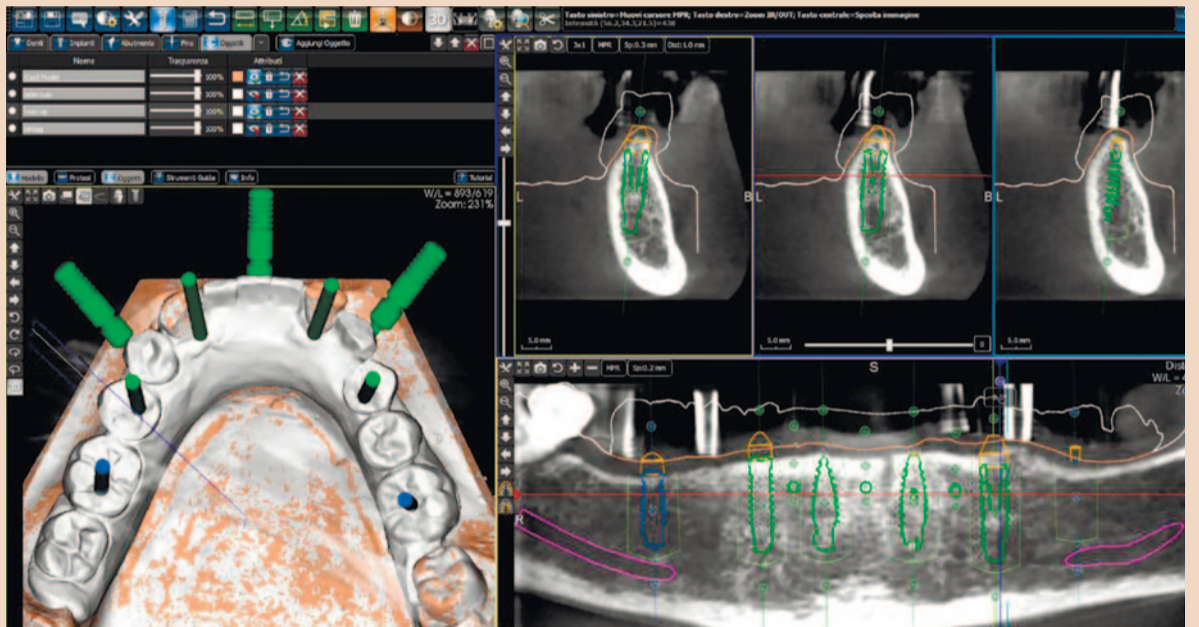 3D
Tasto sinistro=Muovi cursore MPR; Tasto destro=Zoom IN/OUT; Tasto centrale=Sposta immagine
Denti Impianti Abutments Pins Oggetti Aggiungi Oggetto
Nome Trasparenza Attributi
100%
100%
100%
100%
Modello Protesi Oggetti Strumenti Guida Info Tutorial
W/L = 893/619
Zoom: 231%
3x1 MPR Sp:0.3 mm Dist:1.0 mm
L B L B L
5.0 mm 5.0 mm 0 5.0 mm
MPR Sp:0.2 mm S
W/L = 4
R